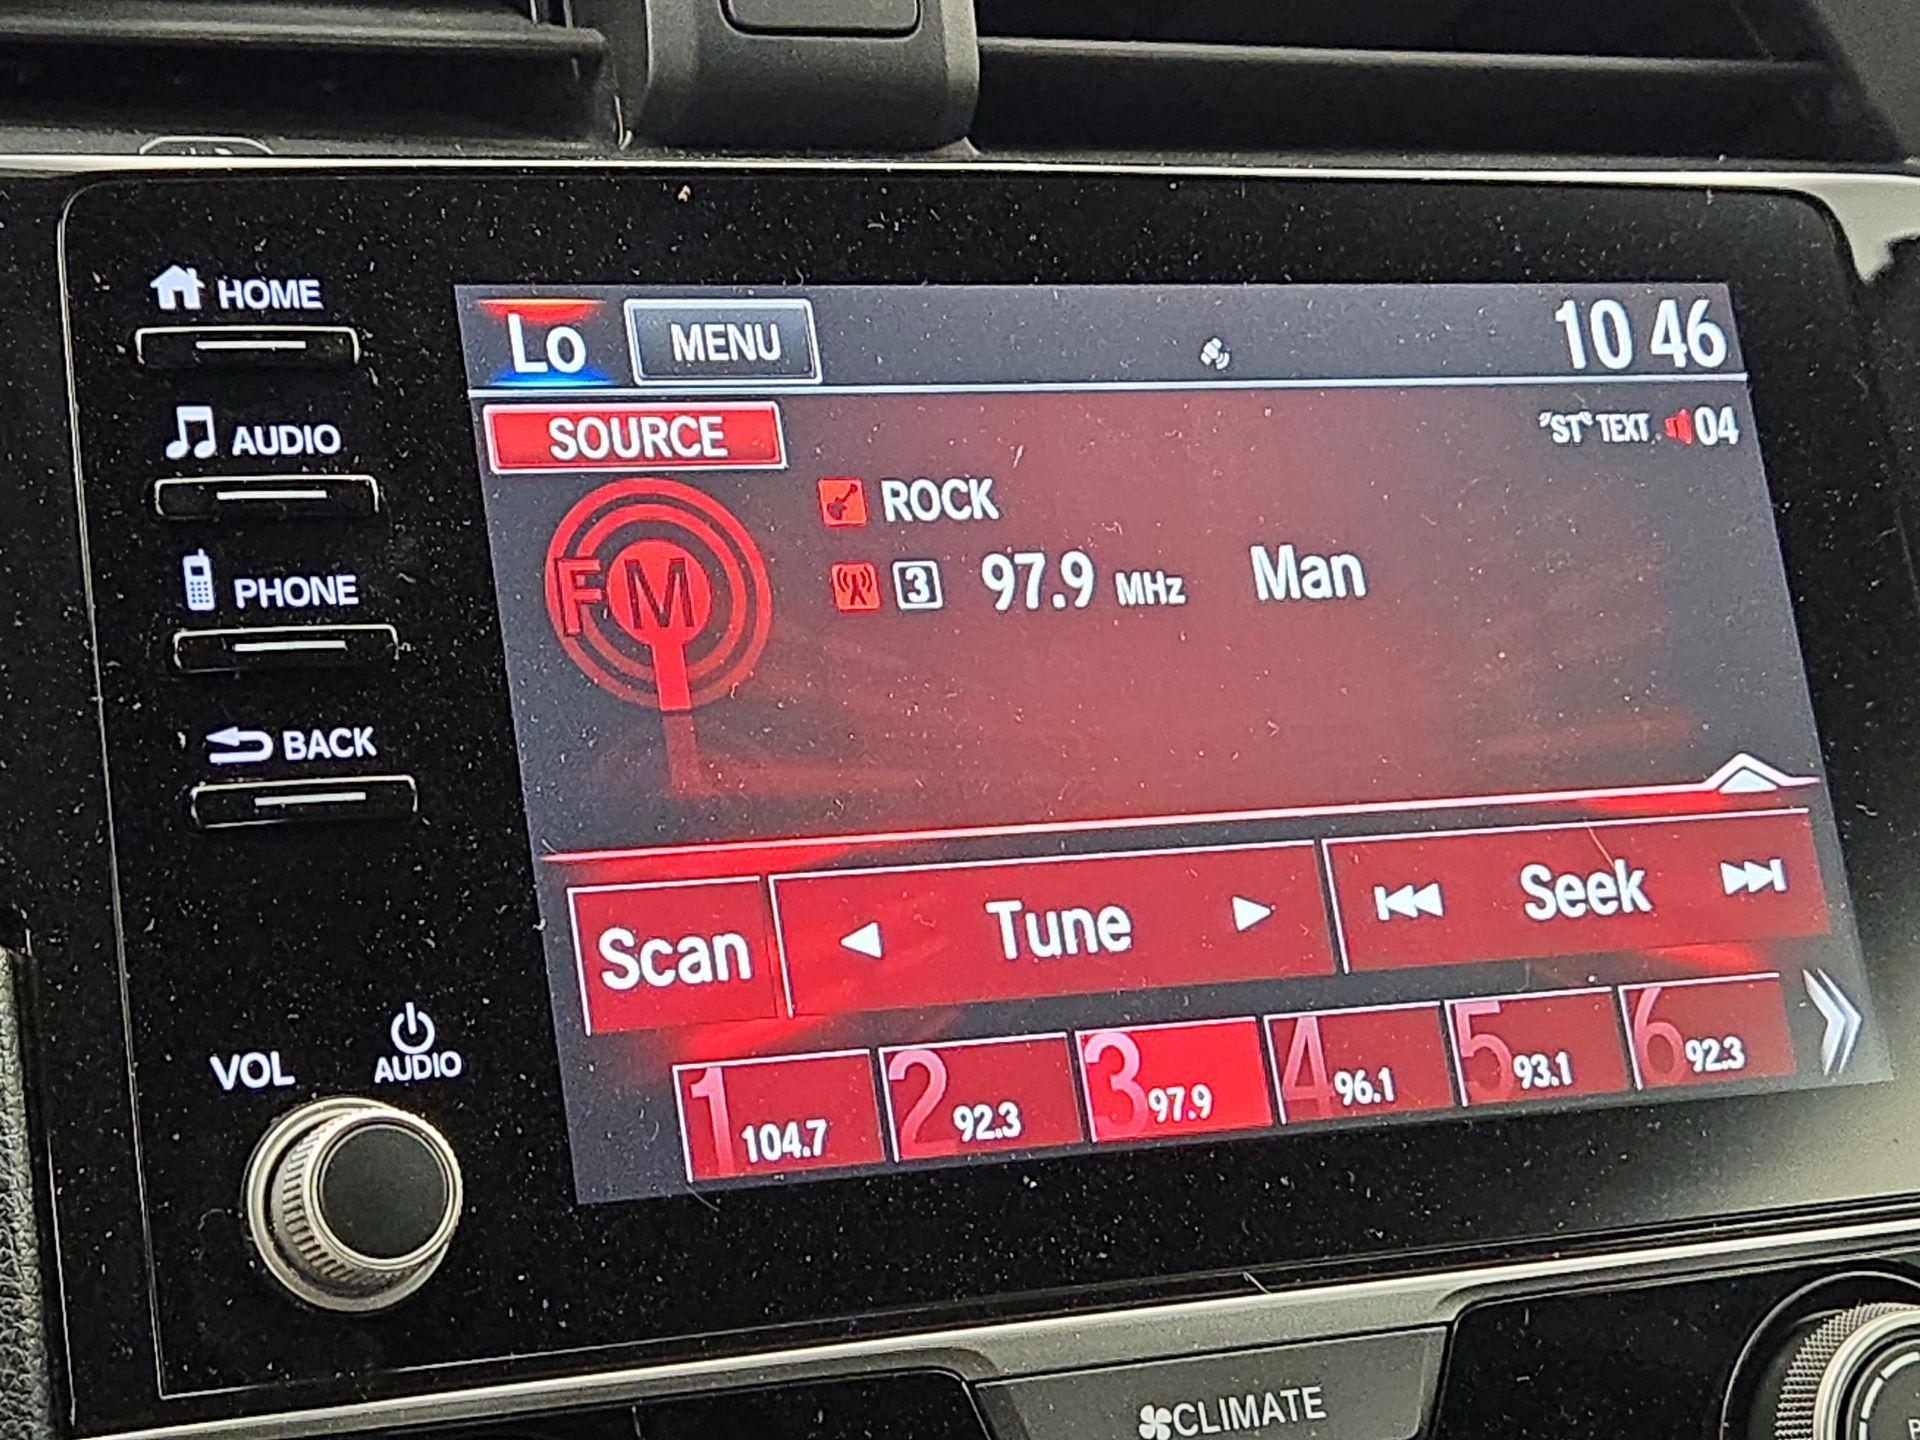 HOME
AUDIO
PHONE
BACK
VOL
AUDIO
Lo MENU 10 46
SOURCE "ST" TEXT 04
FM
ROCK
3 97.9 MHz Man
Scan Tune Seek
1 104.7 2 92.3 3 97.9 4 96.1 5 93.1 6 92.3
CLIMATE